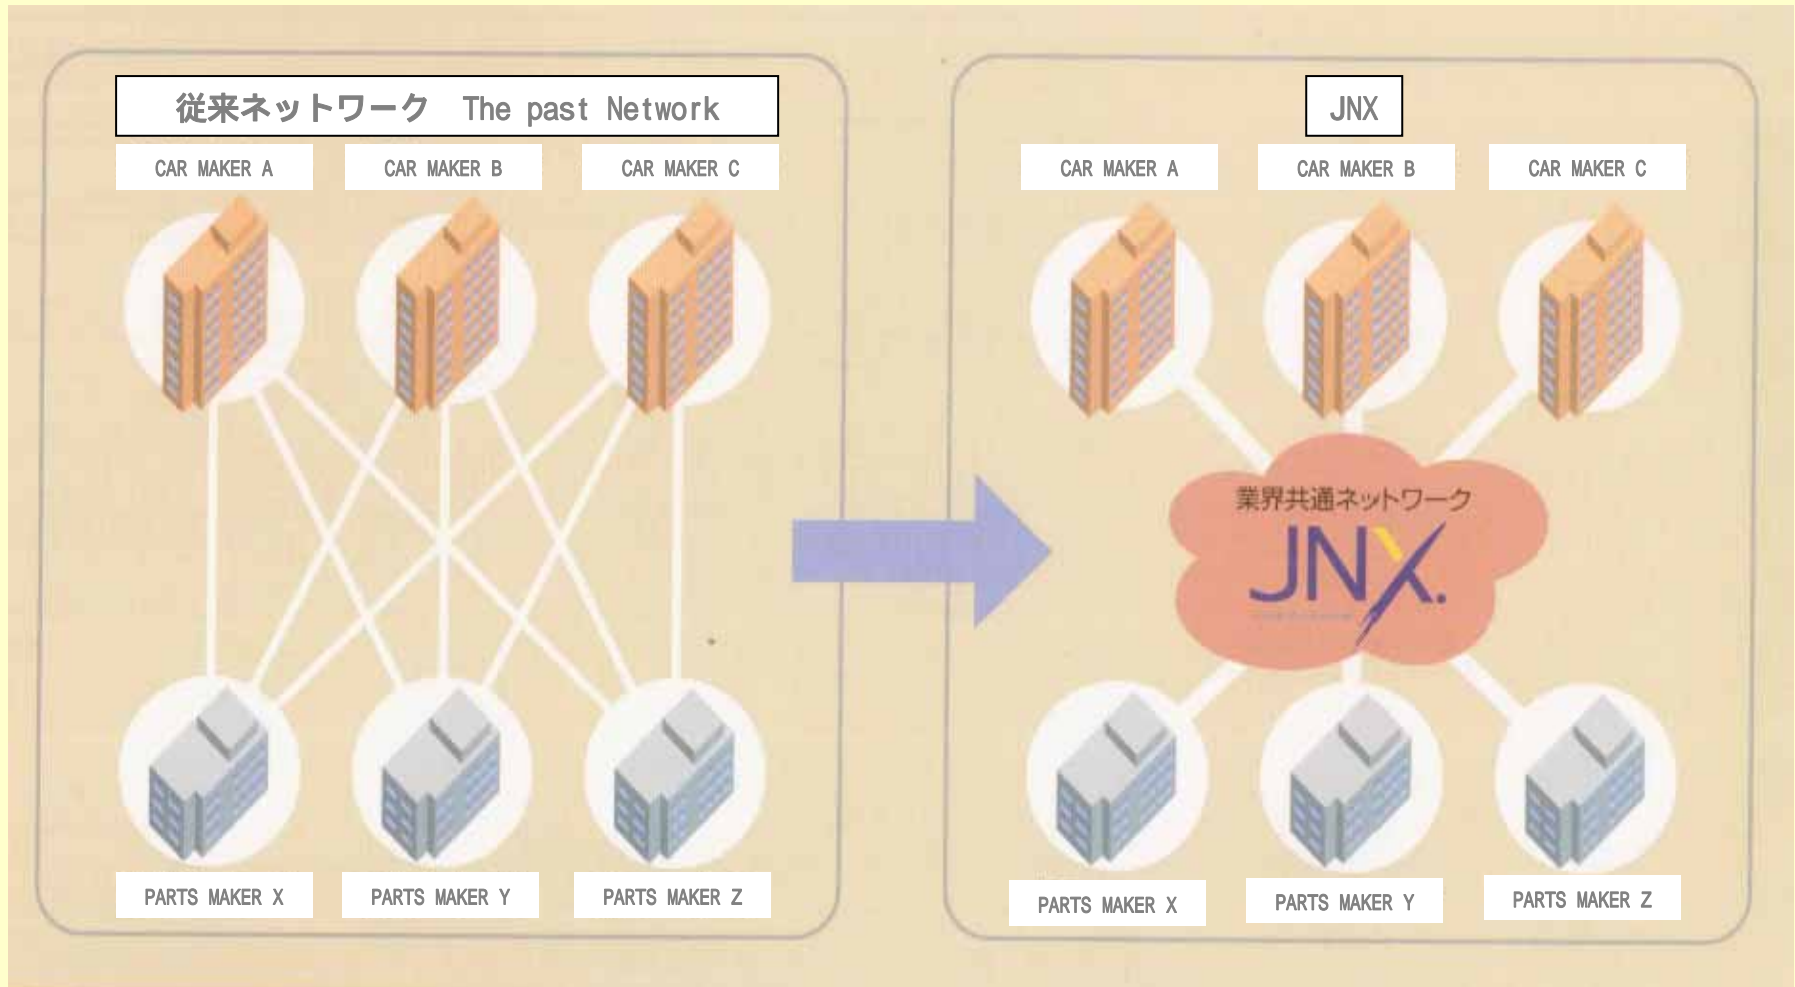 従来ネットワーク The past Network
CAR MAKER A
CAR MAKER B
CAR MAKER C
PARTS MAKER X
PARTS MAKER Y
PARTS MAKER Z
JNX
CAR MAKER A
CAR MAKER B
CAR MAKER C
業界共通ネットワーク
JNX.
PARTS MAKER X
PARTS MAKER Y
PARTS MAKER Z